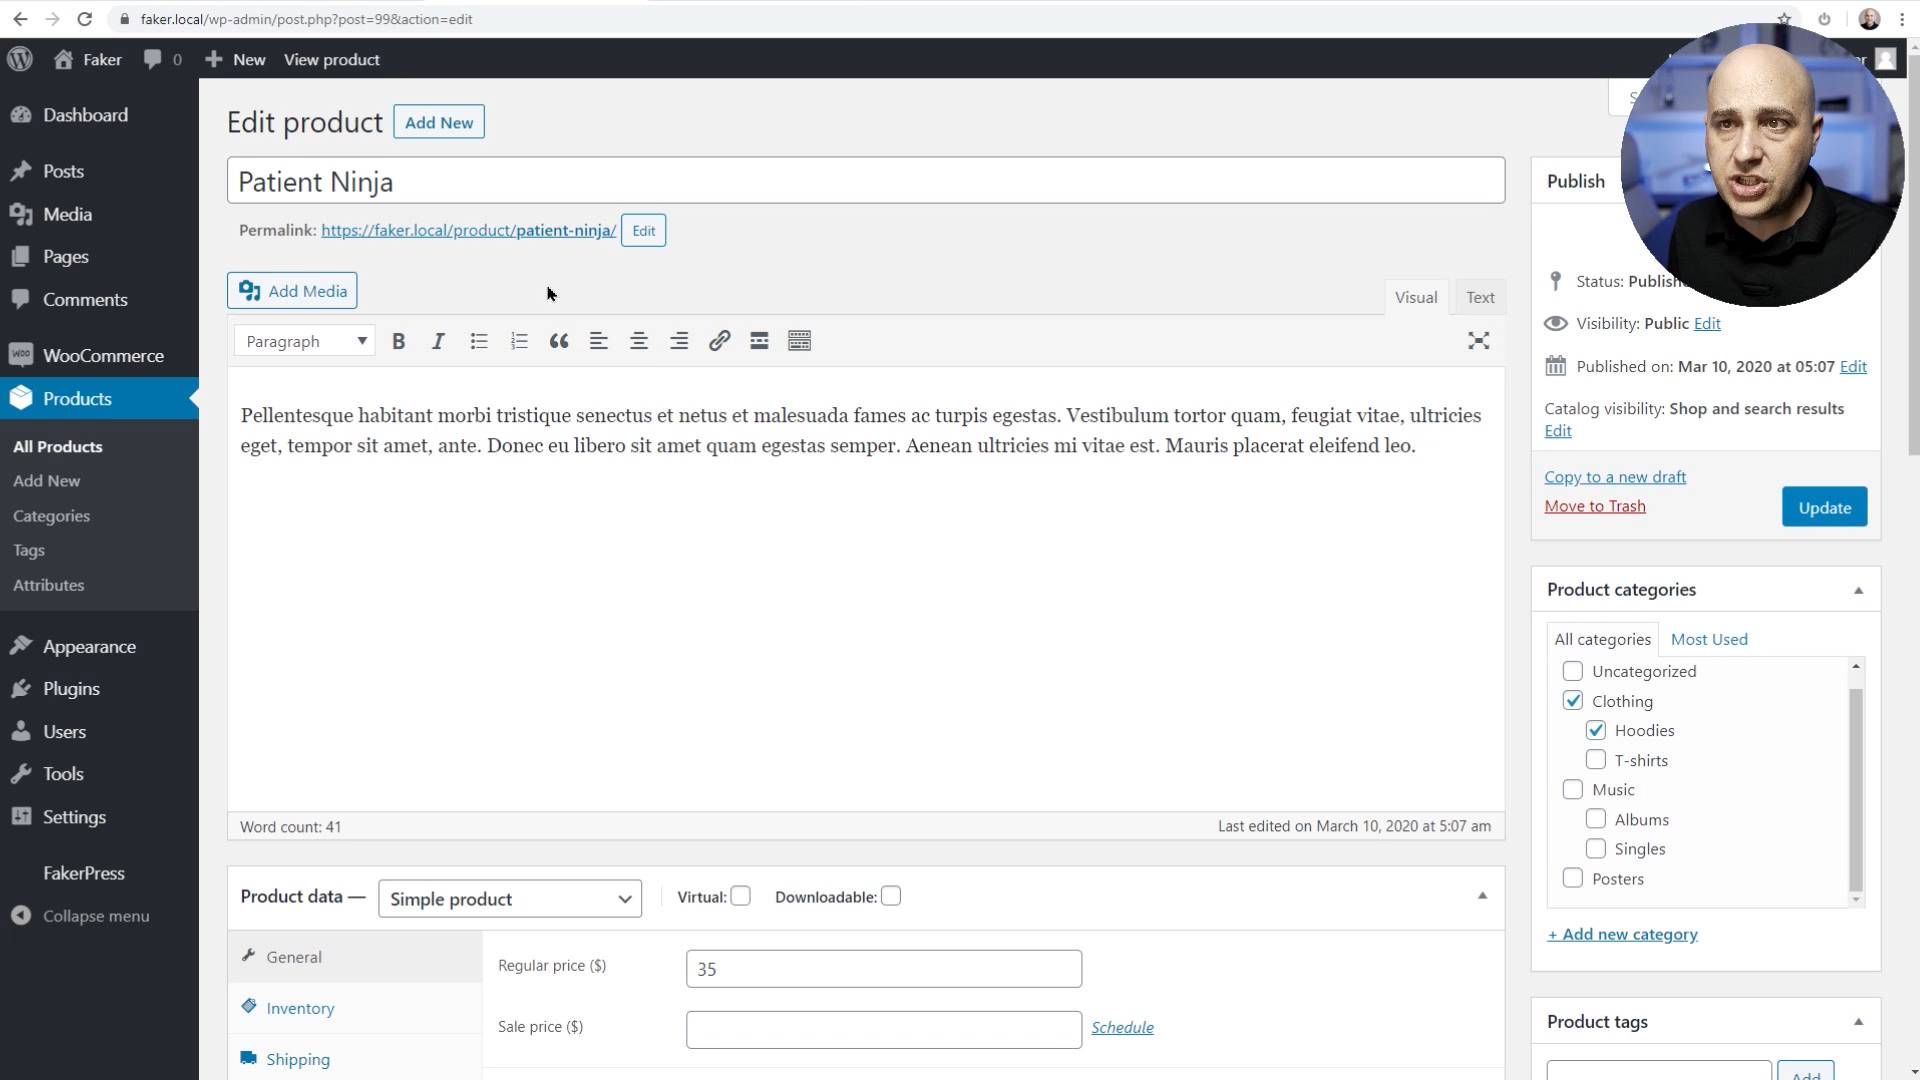 faker.local/wp-admin/post.php?post=99&action=edit
Faker
0
New
View product
Dashboard
Posts
Media
Pages
Comments
WooCommerce
Products
All Products
Add New
Categories
Tags
Attributes
Appearance
Plugins
Users
Tools
Settings
FakerPress
Collapse menu
Edit product
Add New
Patient Ninja
Permalink: https://faker.local/product/patient-ninja/ Edit
Add Media
Visual
Text
Paragraph
Pellentesque habitant morbi tristique senectus et netus et malesuada fames ac turpis egestas. Vestibulum tortor quam, feugiat vitae, ultricies
eget, tempor sit amet, ante. Donec eu libero sit amet quam egestas semper. Aenean ultricies mi vitae est. Mauris placerat eleifend leo.
Word count: 41
Last edited on March 10, 2020 at 5:07 am
Product data —
Simple product
Virtual:
Downloadable:
General
Inventory
Shipping
Regular price ($)
35
Sale price ($)
Schedule
Publish
Status:
Visibility: Public Edit
Published on: Mar 10, 2020 at 05:07 Edit
Catalog visibility: Shop and search results
Edit
Copy to a new draft
Move to Trash
Update
Product categories
All categories
Most Used
Uncategorized
Clothing
Hoodies
T-shirts
Music
Albums
Singles
Posters
+ Add new category
Product tags
Add